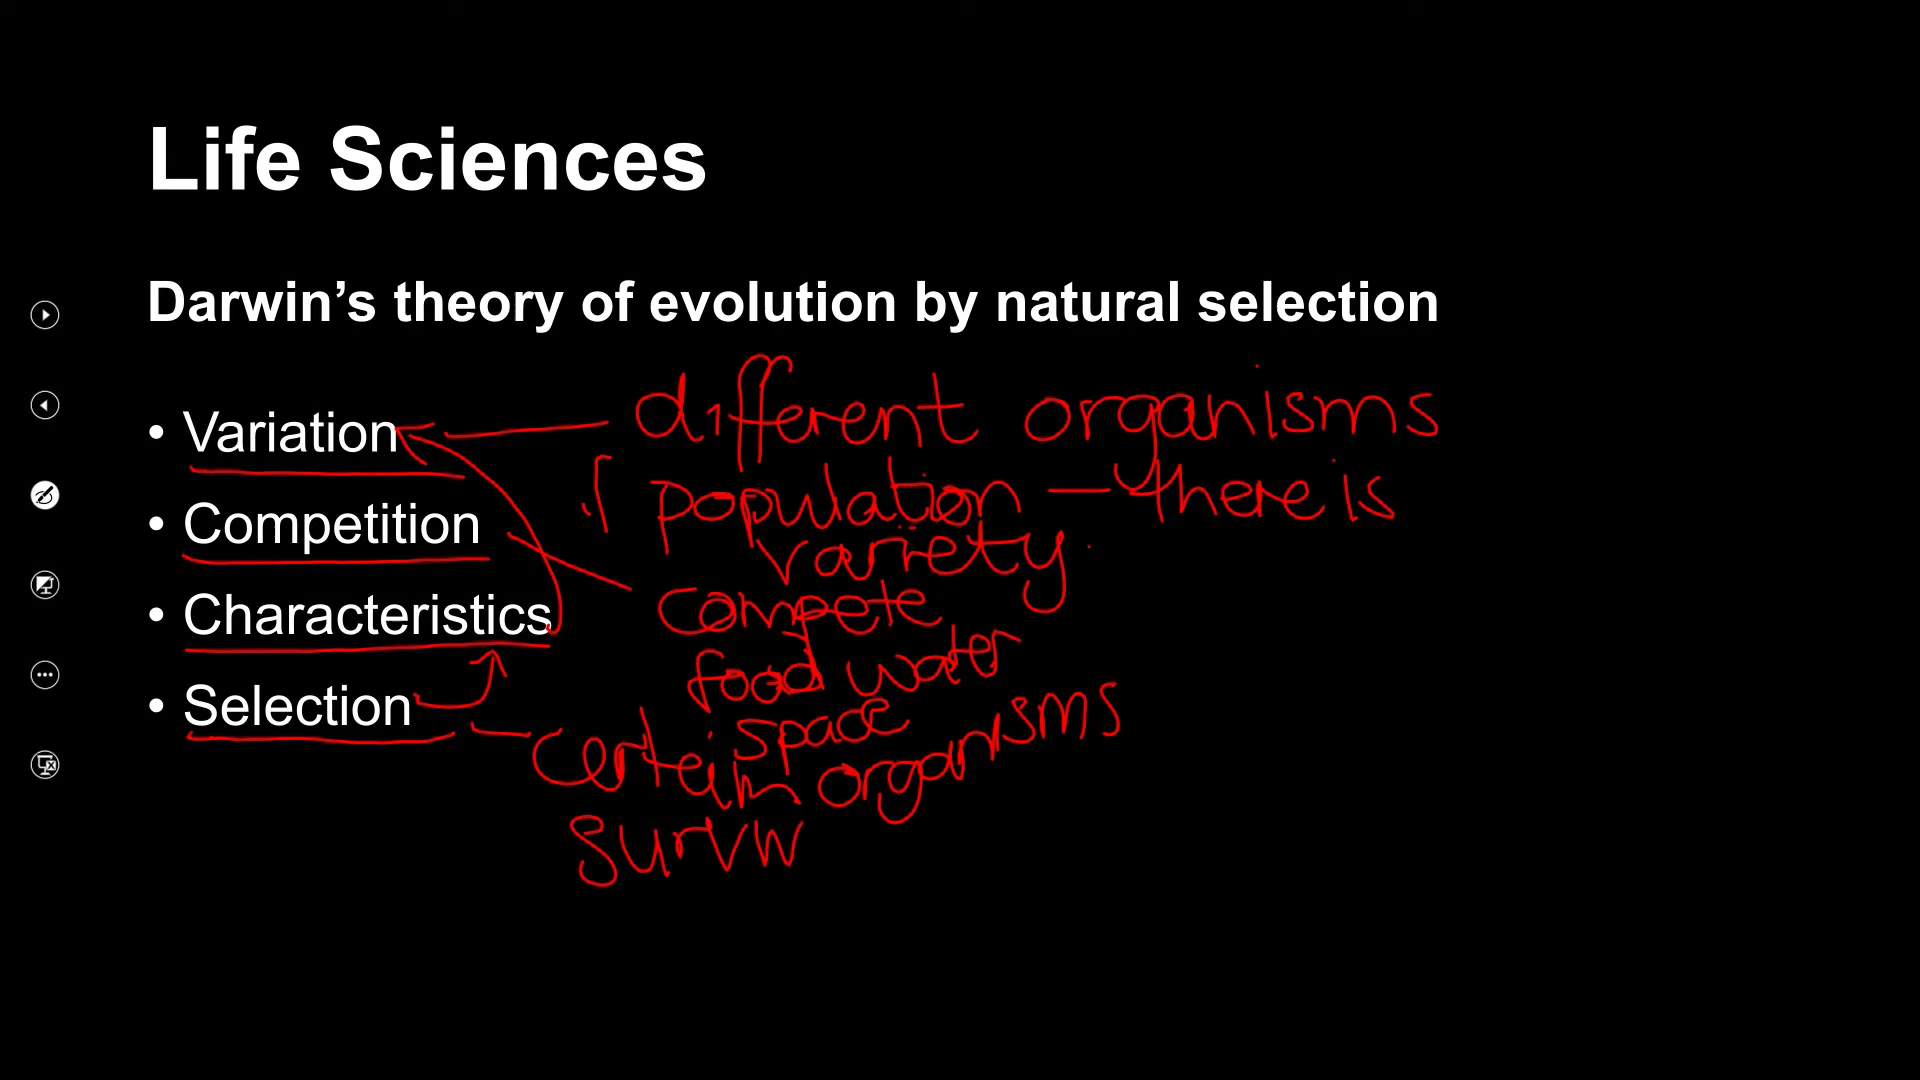 Life Sciences
Darwin’s theory of evolution by natural selection
• Variation
different organisms
population — there is
variety.
• Competition
compete
food water
space
• Characteristics
• Selection
certain organisms